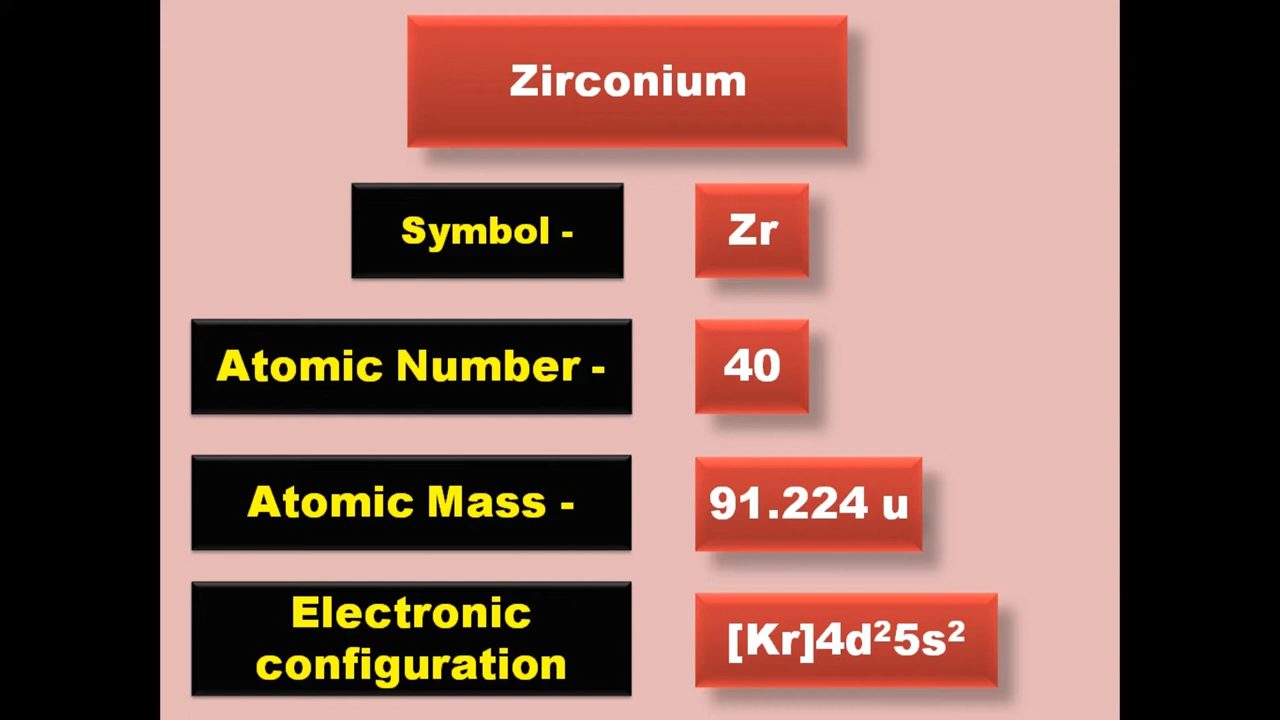 Zirconium
Symbol - Zr
Atomic Number - 40
Atomic Mass - 91.224 u
Electronic
configuration
[Kr]4d²5s²